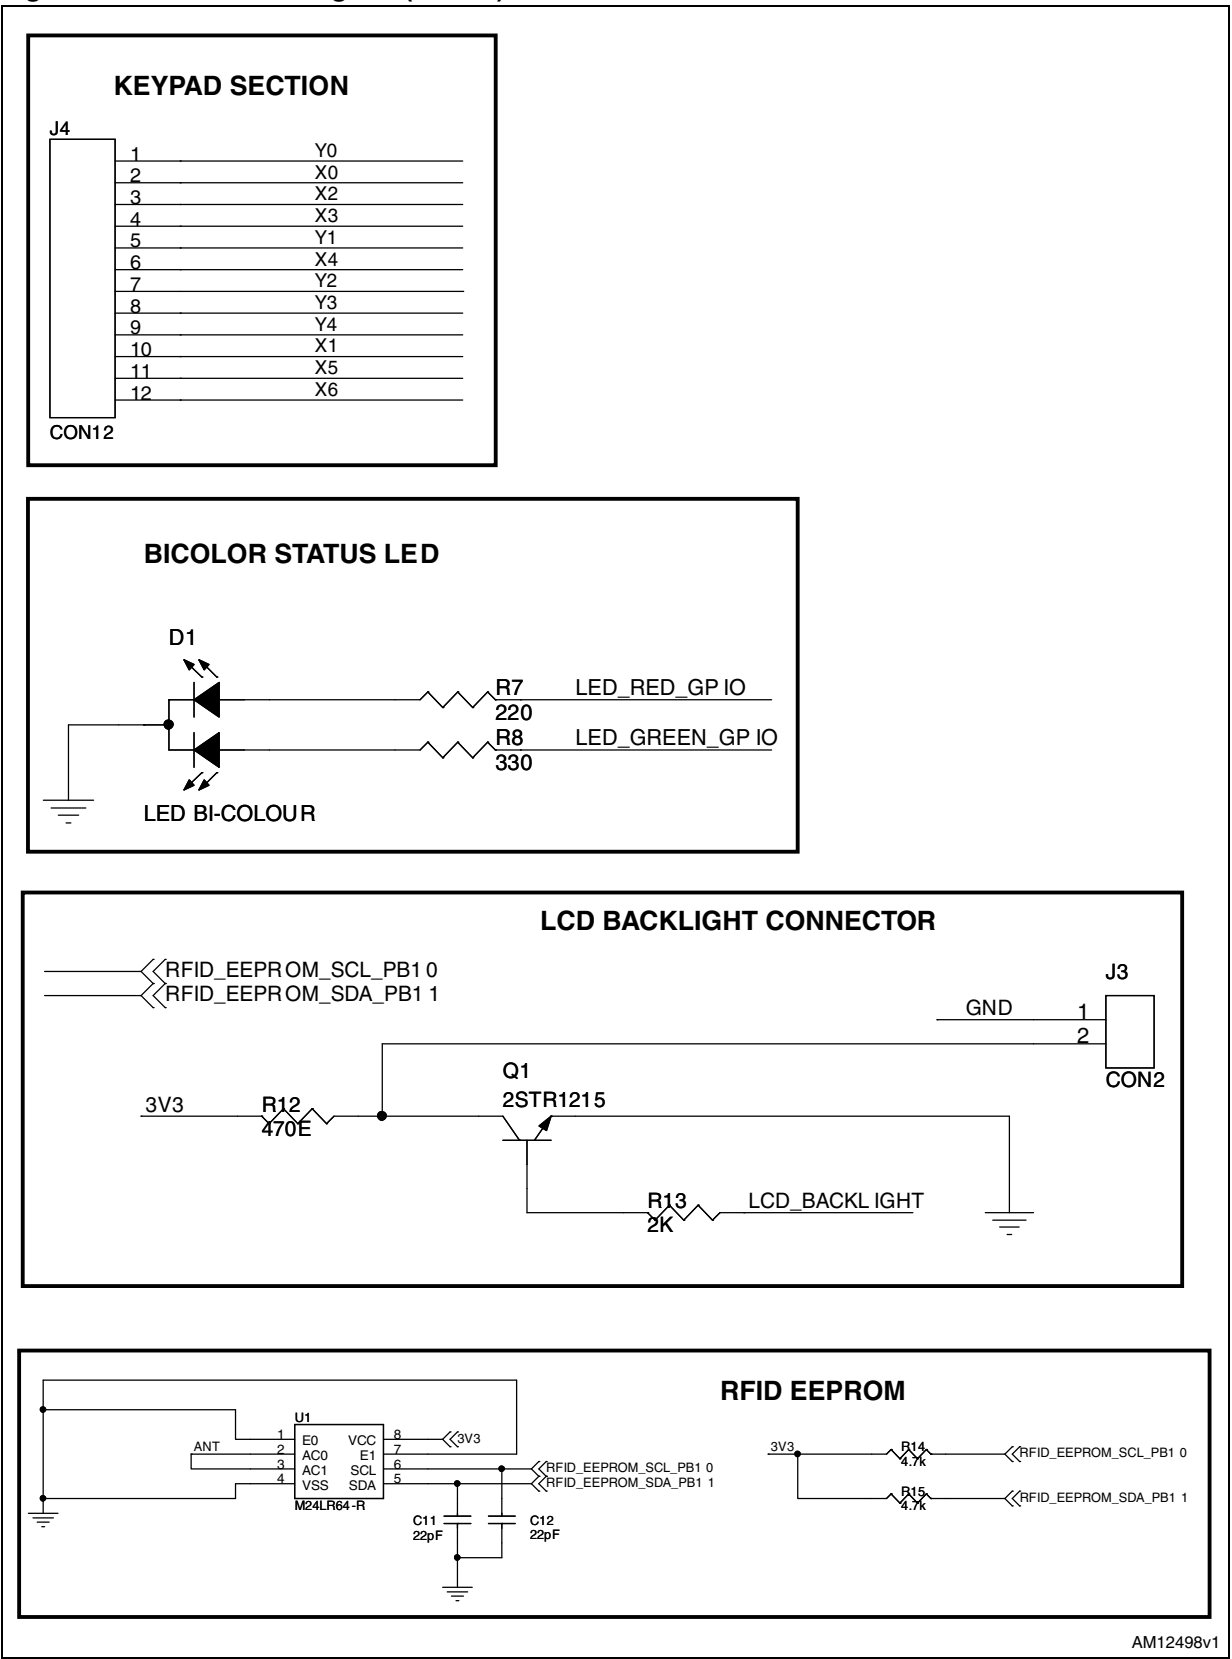 KEYPAD SECTION
J4
1 Y0
2 X0
3 X2
4 X3
5 Y1
6 X4
7 Y2
8 Y3
9 Y4
10 X1
11 X5
12 X6
CON12
BICOLOR STATUS LED
D1
R7 LED_RED_GPIO
220
R8 LED_GREEN_GPIO
330
LED BI-COLOUR
LCD BACKLIGHT CONNECTOR
RFID_EEPROM_SCL_PB10
RFID_EEPROM_SDA_PB11
J3
GND 1
2
CON2
Q1
2STR1215
3V3 R12
470E
R13 LCD_BACKLIGHT
2K
RFID EEPROM
U1
1 E0 VCC 8 3V3
ANT 2 AC0 E1 7
3 AC1 SCL 6 RFID_EEPROM_SCL_PB10
4 VSS SDA 5 RFID_EEPROM_SDA_PB11
M24LR64-R
C11 C12
22pF 22pF
3V3 R14 RFID_EEPROM_SCL_PB10
4.7k
R15 RFID_EEPROM_SDA_PB11
4.7k
AM12498v1